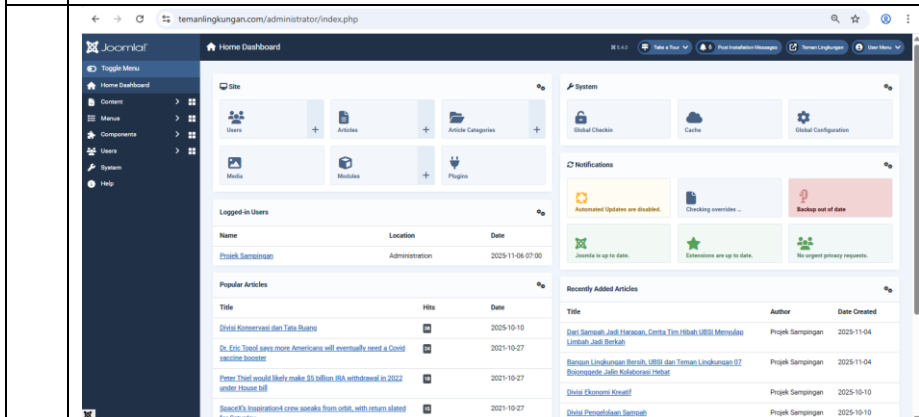 temanlingkungan.com/administrator/index.php
Joomla!
Home Dashboard
5.4.0
Take a Tour
6 Post Installation Messages
Teman Lingkungan
User Menu
Toggle Menu
Home Dashboard
Content
Menus
Components
Users
System
Help
Site
Users
Articles
Article Categories
Media
Modules
Plugins
Logged-in Users
Name Location Date
Projek Sampingan Administration 2025-11-06 07:00
Popular Articles
Title Hits Date
Divisi Konservasi dan Tata Ruang 2025-10-10
Dr. Eric Topol says more Americans will eventually need a Covid
vaccine booster 2021-10-27
Peter Thiel would likely make $5 billion IRA withdrawal in 2022
under House bill 2021-10-27
SpaceX's Inspiration4 crew speaks from orbit, with return slated
2021-10-27
System
Global Checkin
Cache
Global Configuration
Notifications
Automated Updates are disabled.
Checking overrides ...
Backup out of date
Joomla is up to date.
Extensions are up to date.
No urgent privacy requests.
Recently Added Articles
Title Author Date Created
Dari Sampah Jadi Harapan, Cerita Tim Hibah UBSI Menyulap
Limbah Jadi Berkah Projek Sampingan 2025-11-04
Bangun Lingkungan Bersih, UBSI dan Teman Lingkungan 07
Bojonggede Jalin Kolaborasi Hebat Projek Sampingan 2025-11-04
Divisi Ekonomi Kreatif Projek Sampingan 2025-10-10
Divisi Pengelolaan Sampah Projek Sampingan 2025-10-10